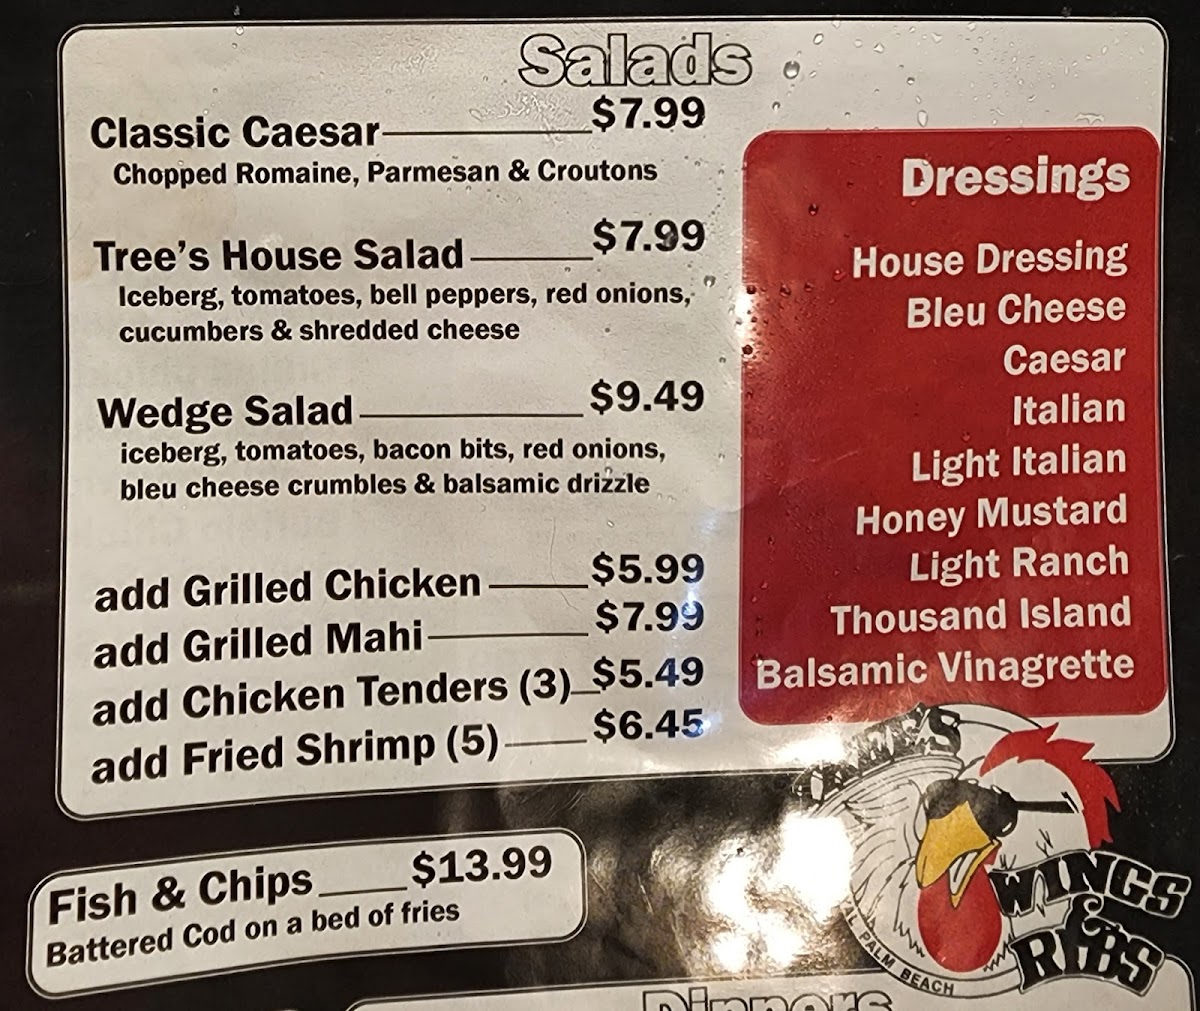 Salads
Classic Caesar $7.99
Chopped Romaine, Parmesan & Croutons
Tree's House Salad $7.99
Iceberg, tomatoes, bell peppers, red onions,
cucumbers & shredded cheese
Wedge Salad $9.49
iceberg, tomatoes, bacon bits, red onions,
bleu cheese crumbles & balsamic drizzle
add Grilled Chicken $5.99
add Grilled Mahi $7.99
add Chicken Tenders (3) $5.49
add Fried Shrimp (5) $6.45
Dressings
House Dressing
Bleu Cheese
Caesar
Italian
Light Italian
Honey Mustard
Light Ranch
Thousand Island
Balsamic Vinagrette
Fish & Chips $13.99
Battered Cod on a bed of fries
WINGS
&
RIBS
PALM BEACH
Dinners